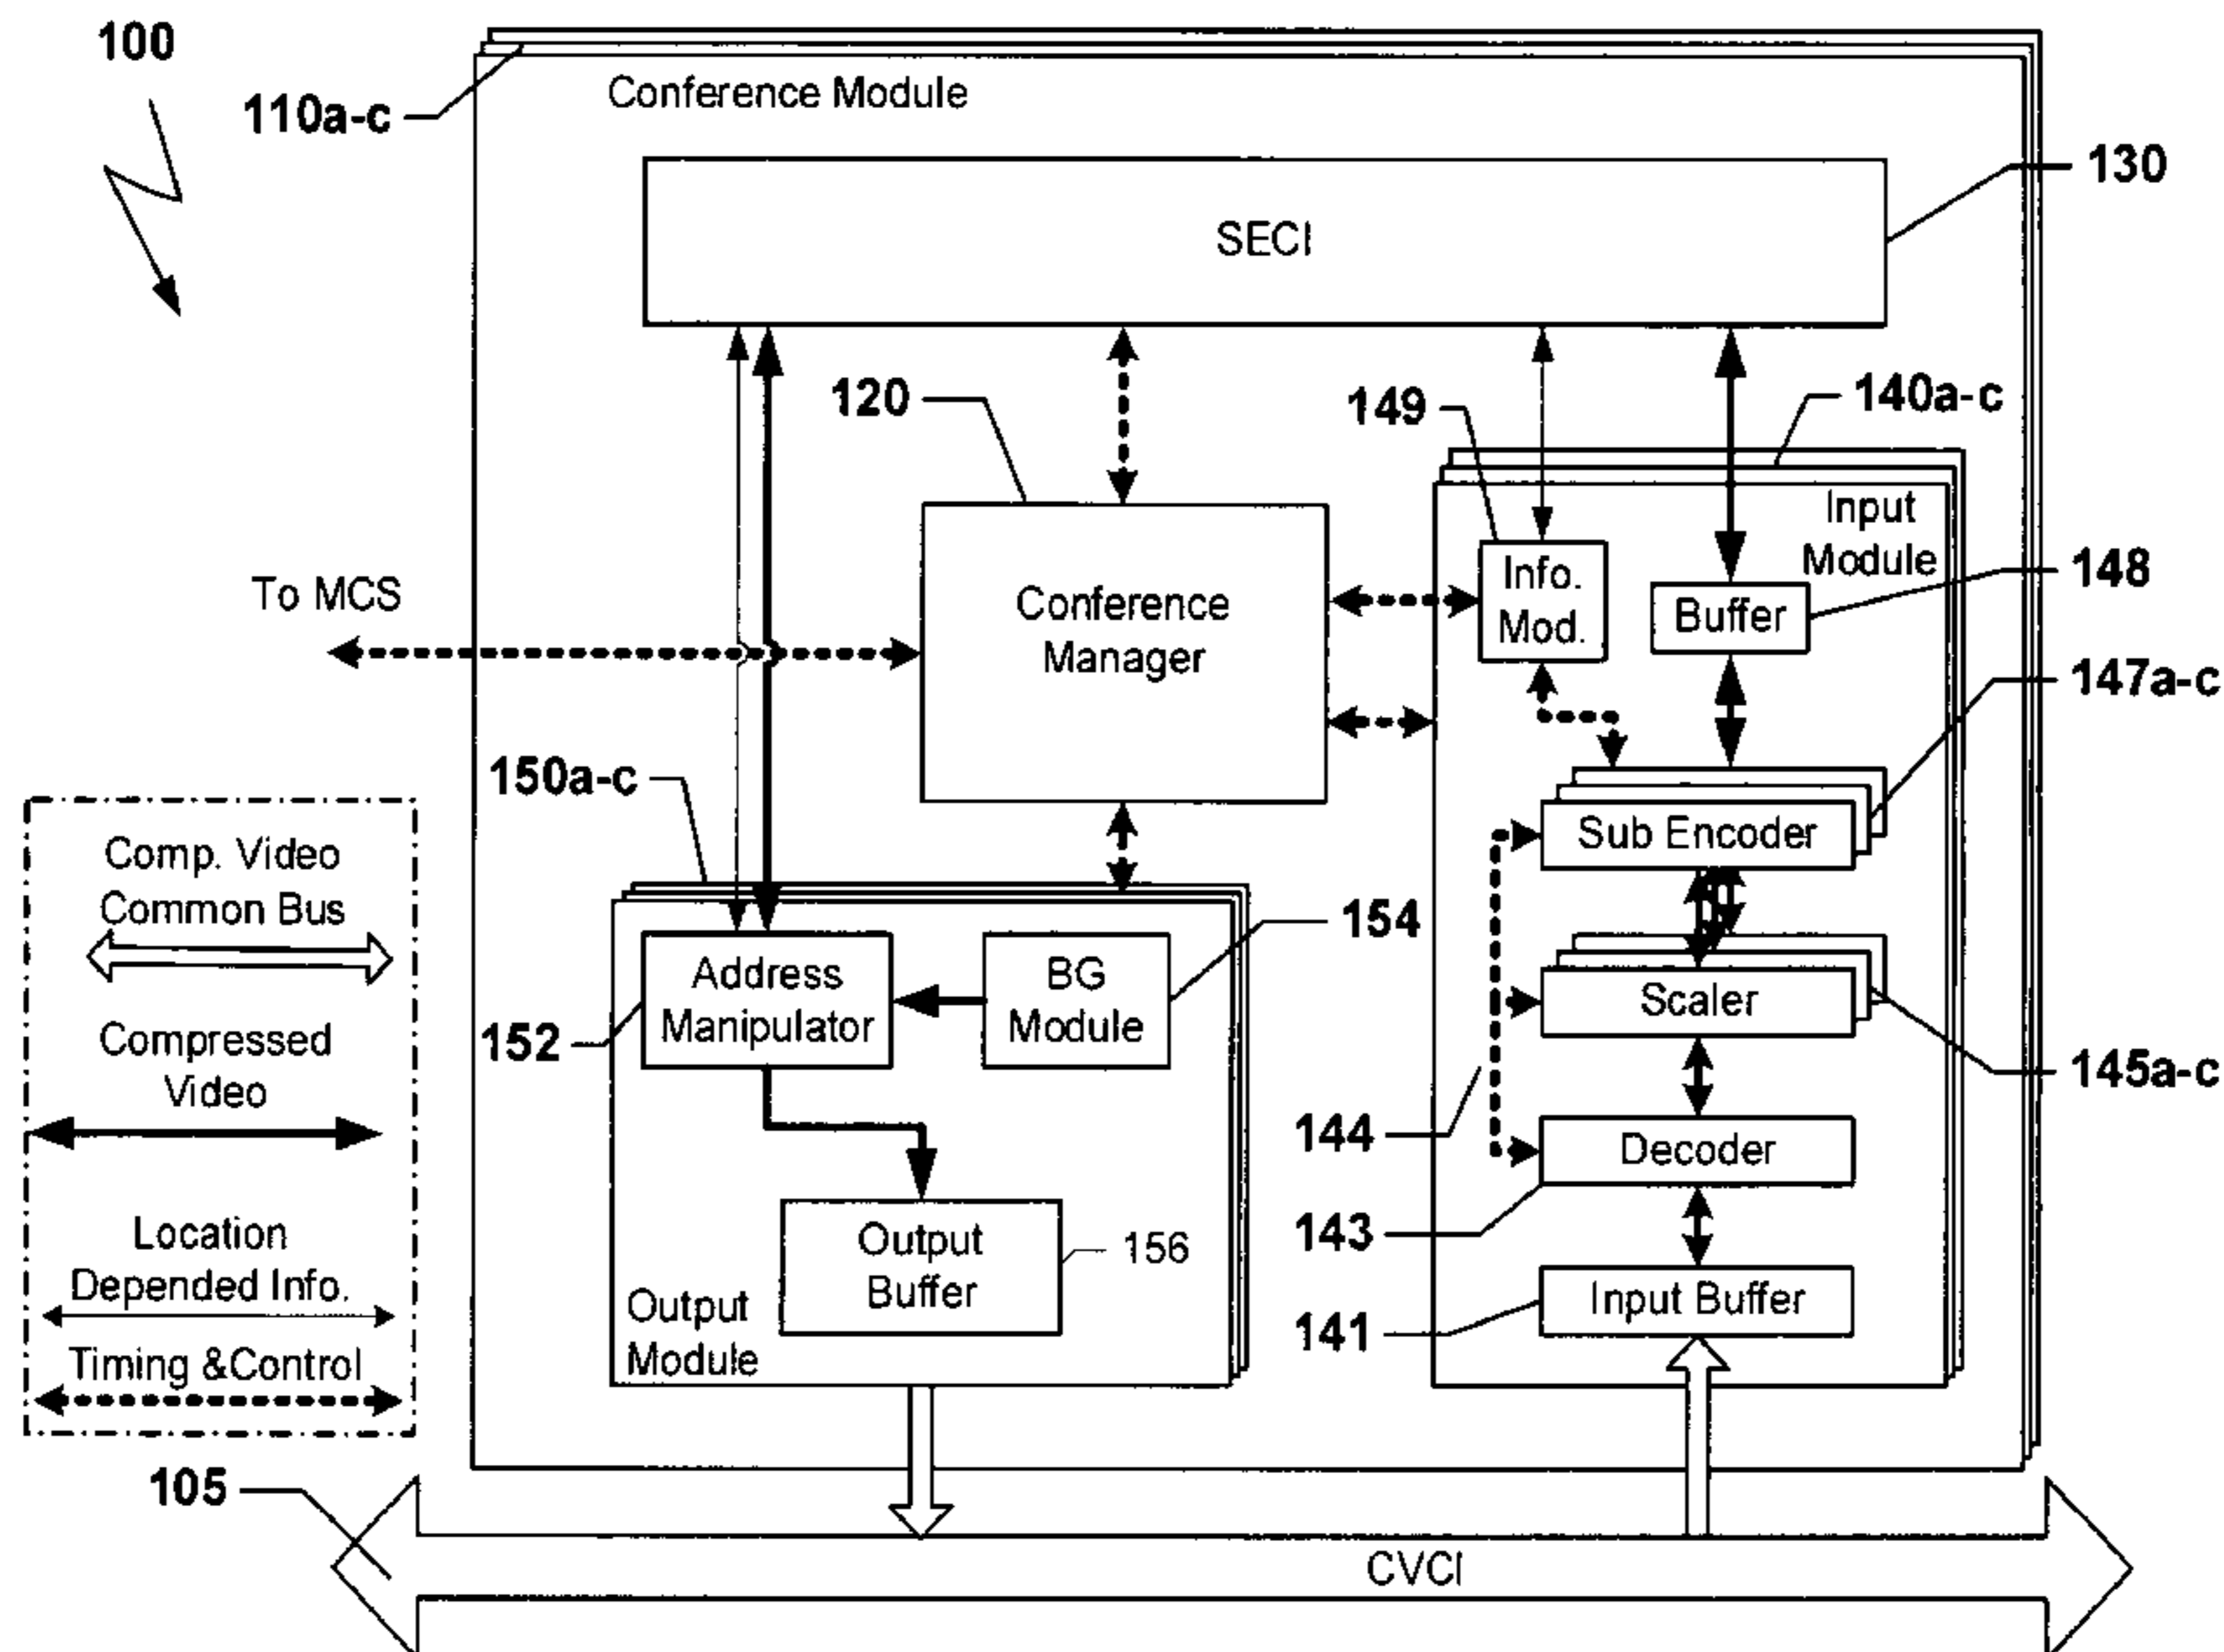 100
110a-c
Conference Module
130
SECI
120
149
140a-c
Input
Module
148
Info.
Mod.
Buffer
To MCS
Conference
Manager
147a-c
150a-c
Sub Encoder
Comp. Video
Common Bus
154
Address
Manipulator
BG
Module
152
Scaler
145a-c
Compressed
Video
144
Decoder
143
Location
Depended Info.
Output
Buffer
156
Input Buffer
141
Output
Module
Timing &Control
105
CVCI